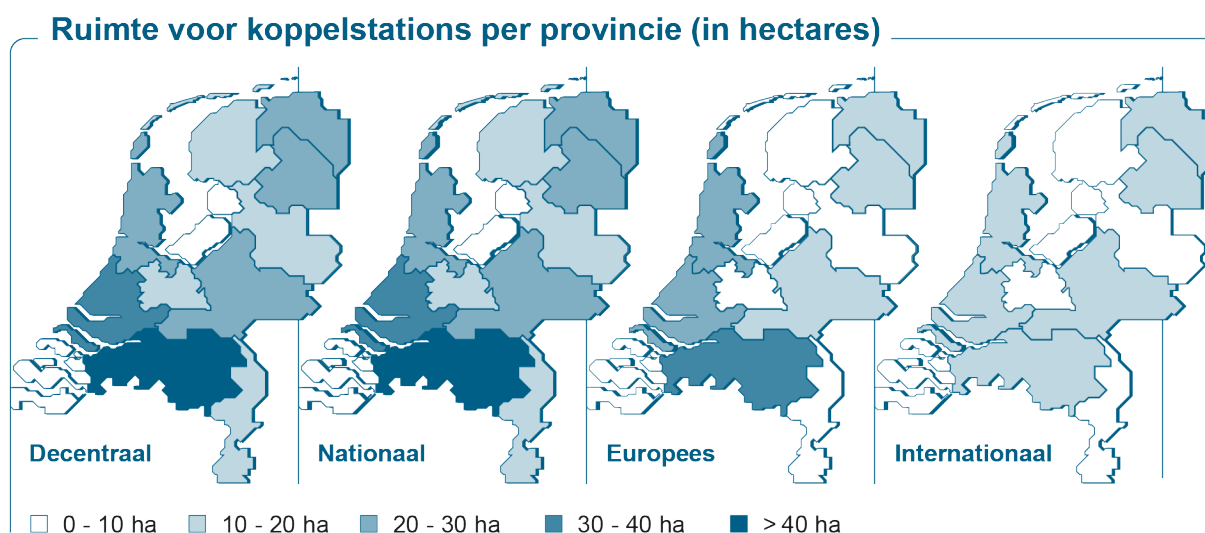 Ruimte voor koppelstations per provincie (in hectares)
Decentraal
Nationaal
Europees
Internationaal
0 - 10 ha
10 - 20 ha
20 - 30 ha
30 - 40 ha
> 40 ha